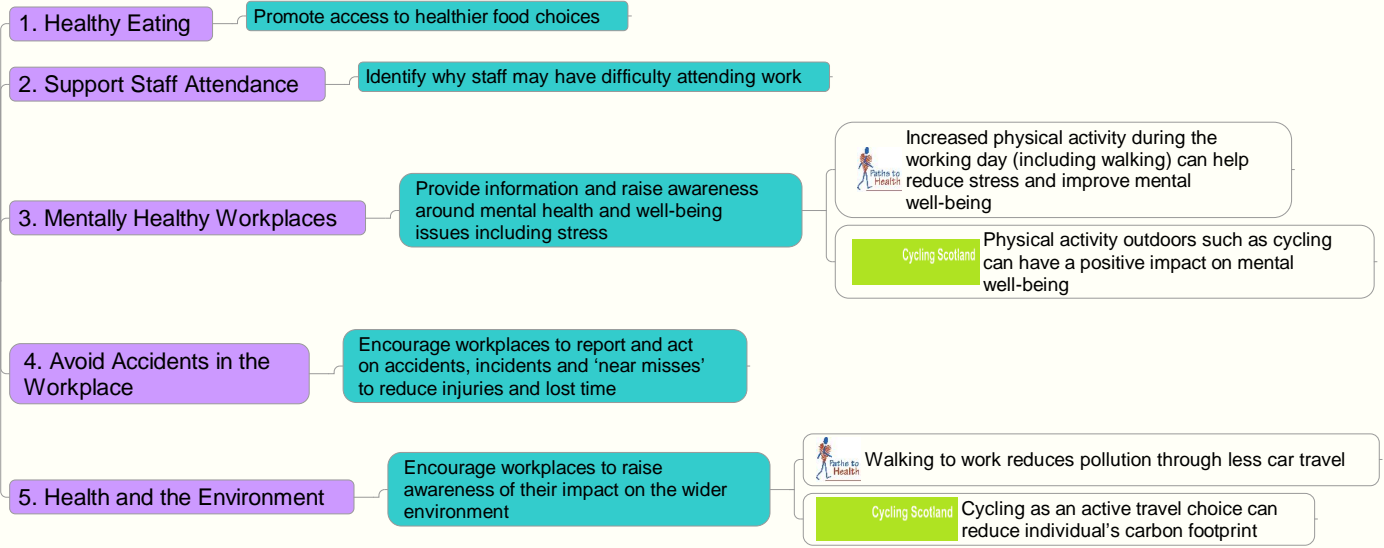 1. Healthy Eating
Promote access to healthier food choices
2. Support Staff Attendance
Identify why staff may have difficulty attending work
3. Mentally Healthy Workplaces
Provide information and raise awareness
around mental health and well-being
issues including stress
Paths to
Health
Increased physical activity during the
working day (including walking) can help
reduce stress and improve mental
well-being
Cycling Scotland
Physical activity outdoors such as cycling
can have a positive impact on mental
well-being
4. Avoid Accidents in the
Workplace
Encourage workplaces to report and act
on accidents, incidents and ‘near misses’
to reduce injuries and lost time
5. Health and the Environment
Encourage workplaces to raise
awareness of their impact on the wider
environment
Paths to
Health
Walking to work reduces pollution through less car travel
Cycling Scotland
Cycling as an active travel choice can
reduce individual’s carbon footprint